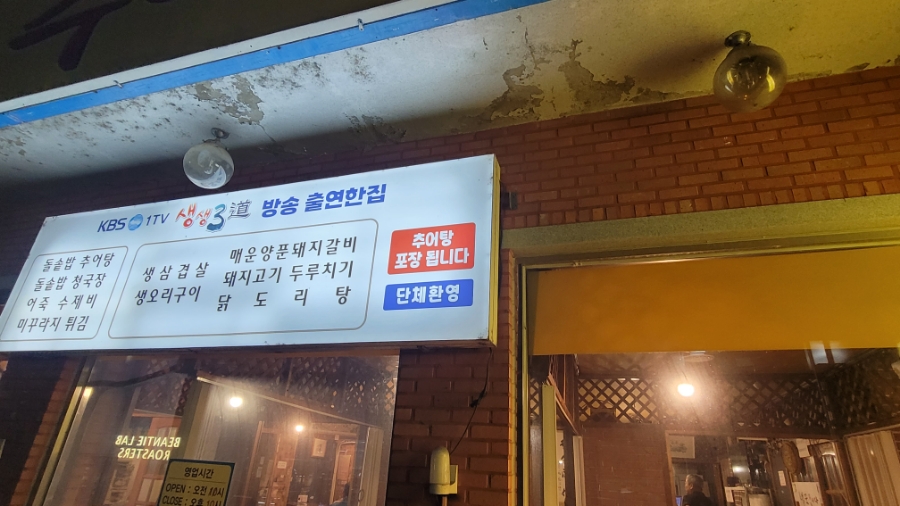 KBS 1TV 생생3道 방송 출연한집
돌솥밥 추어탕
돌솥밥 청국장
어죽 수제비
미꾸라지 튀김
매운양푼돼지갈비
생삼겹살 돼지고기 두루치기
생오리구이 닭도리탕
추어탕
포장 됩니다
단체환영
BEANTIE LAB
ROASTERS
영업시간
OPEN : 오전
CLOSE : 오후